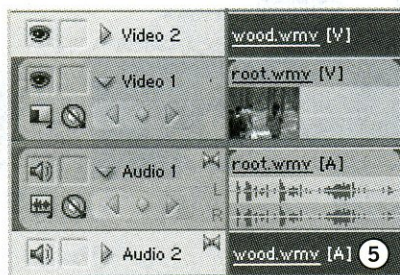 Video 2 wood.wmv [V]
Video 1 root.wmv [V]
Audio 1 root.wmv [A]
L
R
Audio 2 wood.wmv [A] 5